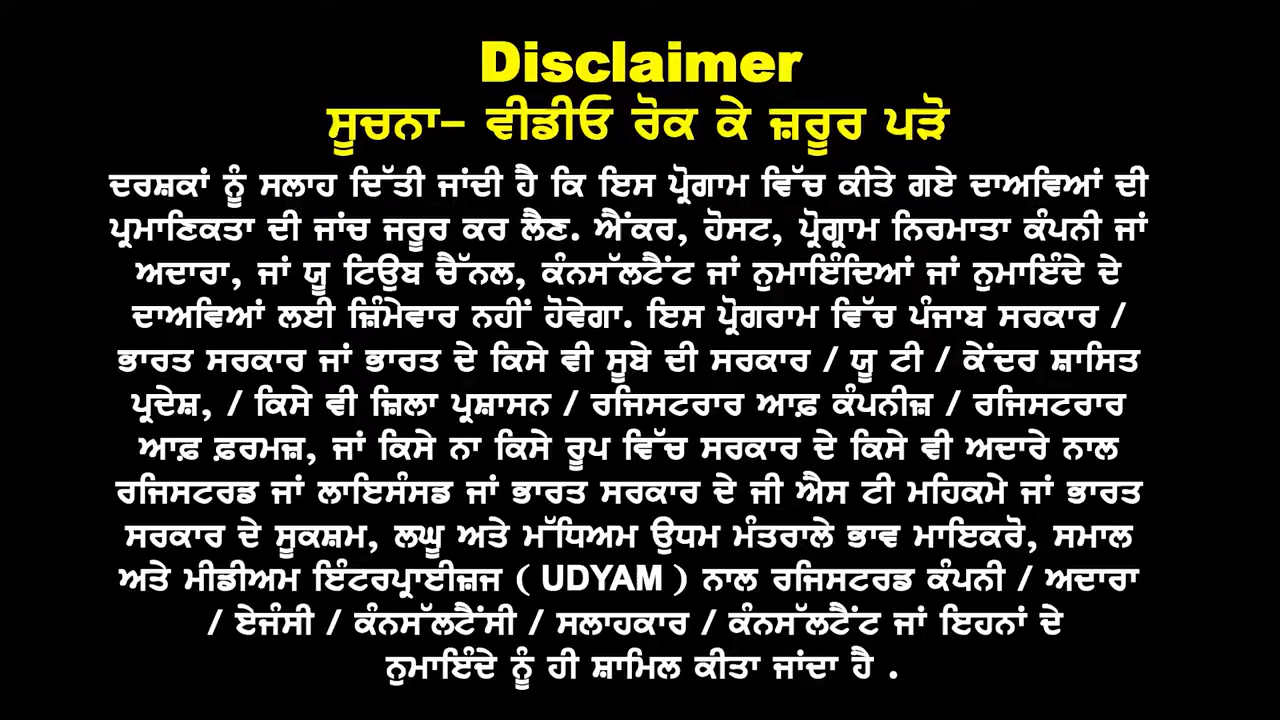 Disclaimer
ਸੂਚਨਾ- ਵੀਡੀਓ ਰੋਕ ਕੇ ਜ਼ਰੂਰ ਪੜੋ
ਦਰਸ਼ਕਾਂ ਨੂੰ ਸਲਾਹ ਦਿੱਤੀ ਜਾਂਦੀ ਹੈ ਕਿ ਇਸ ਪ੍ਰੋਗਾਮ ਵਿੱਚ ਕੀਤੇ ਗਏ ਦਾਅਵਿਆਂ ਦੀ
ਪ੍ਰਮਾਣਿਕਤਾ ਦੀ ਜਾਂਚ ਜਰੂਰ ਕਰ ਲੈਣ. ਐਂਕਰ, ਹੋਸਟ, ਪ੍ਰੋਗ੍ਰਾਮ ਨਿਰਮਾਤਾ ਕੰਪਨੀ ਜਾਂ
ਅਦਾਰਾ, ਜਾਂ ਯੂ ਟਿਊਬ ਚੈੱਨਲ, ਕੰਨਸੱਲਟੈਂਟ ਜਾਂ ਨੁਮਾਇੰਦਿਆਂ ਜਾਂ ਨੁਮਾਇੰਦੇ ਦੇ
ਦਾਅਵਿਆਂ ਲਈ ਜ਼ਿੰਮੇਵਾਰ ਨਹੀਂ ਹੋਵੇਗਾ. ਇਸ ਪ੍ਰੋਗਰਾਮ ਵਿੱਚ ਪੰਜਾਬ ਸਰਕਾਰ /
ਭਾਰਤ ਸਰਕਾਰ ਜਾਂ ਭਾਰਤ ਦੇ ਕਿਸੇ ਵੀ ਸੂਬੇ ਦੀ ਸਰਕਾਰ / ਯੂ ਟੀ / ਕੇਂਦਰ ਸ਼ਾਸਿਤ
ਪ੍ਰਦੇਸ਼, / ਕਿਸੇ ਵੀ ਜ਼ਿਲਾ ਪ੍ਰਸ਼ਾਸਨ / ਰਜਿਸਟਰਾਰ ਆਫ਼ ਕੰਪਨੀਜ਼ / ਰਜਿਸਟਰਾਰ
ਆਫ਼ ਫ਼ਰਮਜ਼, ਜਾਂ ਕਿਸੇ ਨਾ ਕਿਸੇ ਰੂਪ ਵਿੱਚ ਸਰਕਾਰ ਦੇ ਕਿਸੇ ਵੀ ਅਦਾਰੇ ਨਾਲ
ਰਜਿਸਟਰਡ ਜਾਂ ਲਾਇਸੰਸਡ ਜਾਂ ਭਾਰਤ ਸਰਕਾਰ ਦੇ ਜੀ ਐਸ ਟੀ ਮਹਿਕਮੇ ਜਾਂ ਭਾਰਤ
ਸਰਕਾਰ ਦੇ ਸੂਕਸ਼ਮ, ਲਘੂ ਅਤੇ ਮੱਧਿਅਮ ਉਧਮ ਮੰਤਰਾਲੇ ਭਾਵ ਮਾਇਕਰੋ, ਸਮਾਲ
ਅਤੇ ਮੀਡੀਅਮ ਇੰਟਰਪ੍ਰਾਈਜ਼ਜ ( UDYAM ) ਨਾਲ ਰਜਿਸਟਰਡ ਕੰਪਨੀ / ਅਦਾਰਾ
/ ਏਜੰਸੀ / ਕੰਨਸੱਲਟੈਂਸੀ / ਸਲਾਹਕਾਰ / ਕੰਨਸੱਲਟੈਂਟ ਜਾਂ ਇਹਨਾਂ ਦੇ
ਨੁਮਾਇੰਦੇ ਨੂੰ ਹੀ ਸ਼ਾਮਿਲ ਕੀਤਾ ਜਾਂਦਾ ਹੈ .